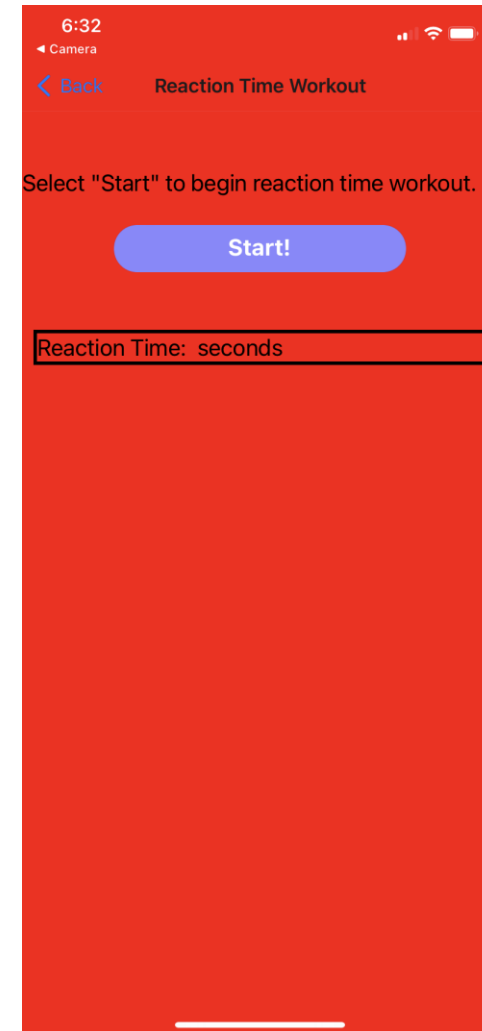 6:32
◀ Camera
Back Reaction Time Workout
Select "Start" to begin reaction time workout.
Start!
Reaction Time: seconds